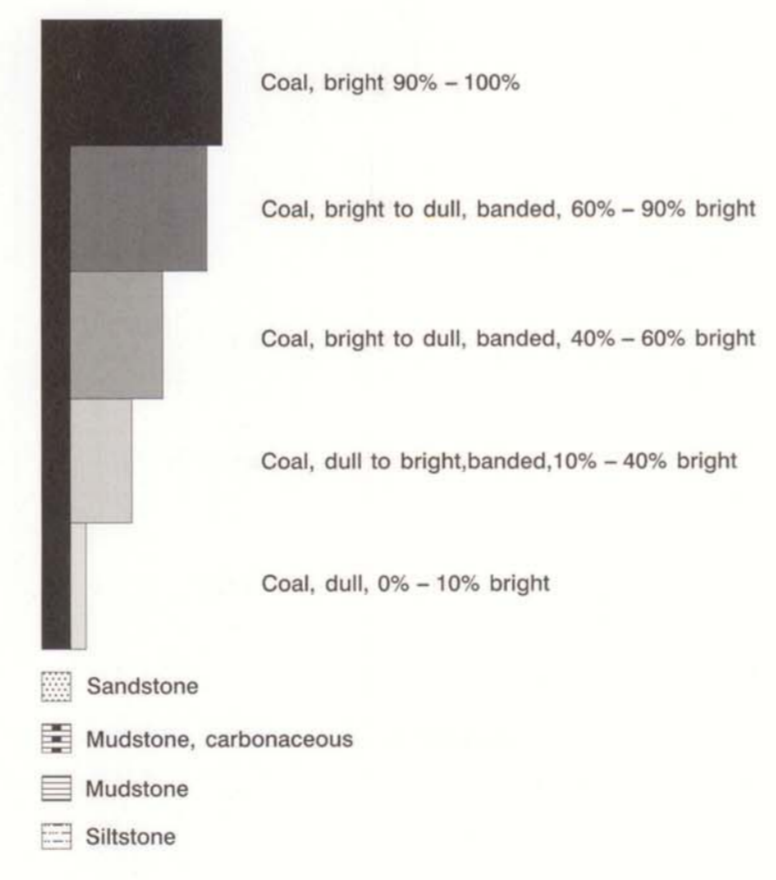 Coal, bright 90% – 100%
Coal, bright to dull, banded, 60% – 90% bright
Coal, bright to dull, banded, 40% – 60% bright
Coal, dull to bright,banded,10% – 40% bright
Coal, dull, 0% – 10% bright
Sandstone
Mudstone, carbonaceous
Mudstone
Siltstone